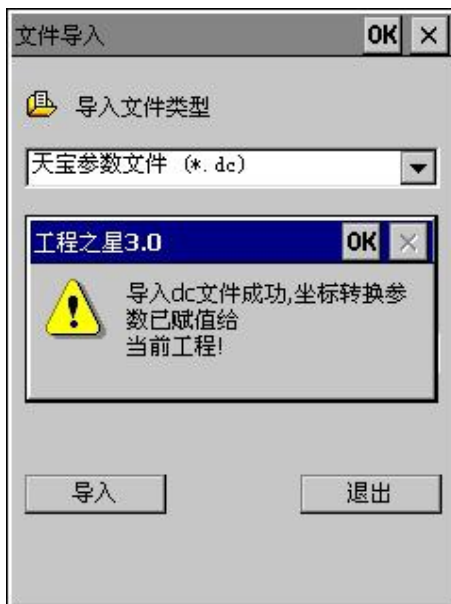 文件导入 OK ×
导入文件类型
天宝参数文件 (*.dc)
工程之星3.0 OK ×
导入dc文件成功,坐标转换参
数已赋值给
当前工程!
导入 退出